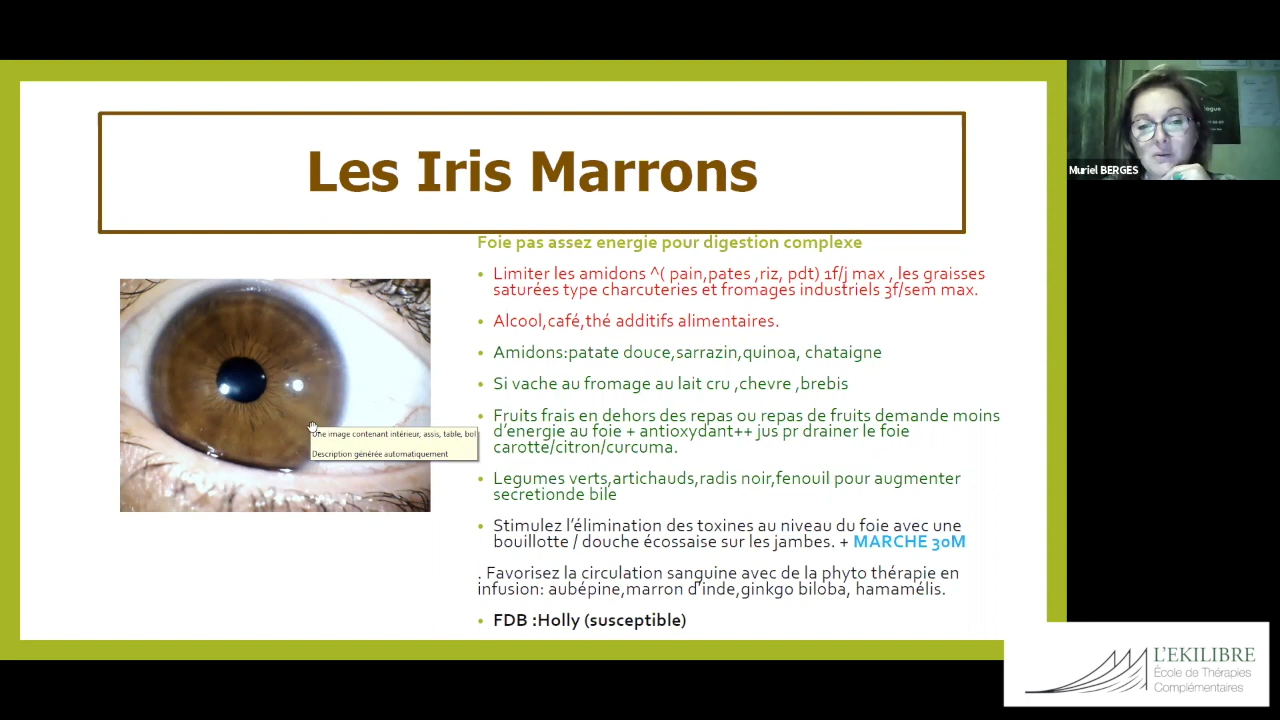 Les Iris Marrons
Foie pas assez energie pour digestion complexe
• Limiter les amidons ^( pain,pates ,riz, pdt) 1f/j max , les graisses
saturées type charcuteries et fromages industriels 3f/sem max.
• Alcool,café,thé additifs alimentaires.
• Amidons:patate douce,sarrazin,quinoa, chataigne
• Si vache au fromage au lait cru ,chevre ,brebis
• Fruits frais en dehors des repas ou repas de fruits demande moins
d'energie au foie + antioxydant++ jus pr drainer le foie
carotte/citron/curcuma.
• Legumes verts,artichauds,radis noir,fenouil pour augmenter
secretionde bile
• Stimulez l'élimination des toxines au niveau du foie avec une
bouillotte / douche écossaise sur les jambes. + MARCHE 30M
. Favorisez la circulation sanguine avec de la phyto thérapie en
infusion: aubépine,marron d'inde,ginkgo biloba, hamamélis.
• FDB :Holly (susceptible)
Une image contenant intérieur, assis, table, bol
Description générée automatiquement
Muriel BERGES
L'EKILIBRE
École de Thérapies
Complémentaires